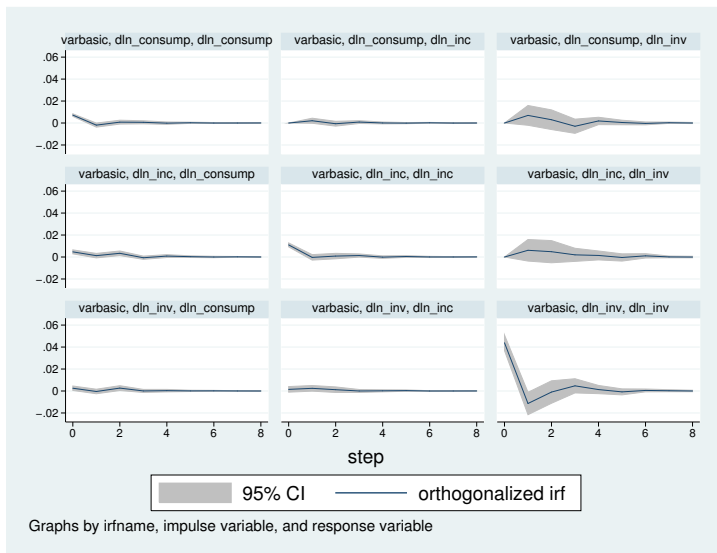 varbasic, dln_consump, dln_consump
varbasic, dln_consump, dln_inc
varbasic, dln_consump, dln_inv
.06
.04
.02
0
−.02
varbasic, dln_inc, dln_consump
varbasic, dln_inc, dln_inc
varbasic, dln_inc, dln_inv
.06
.04
.02
0
−.02
varbasic, dln_inv, dln_consump
varbasic, dln_inv, dln_inc
varbasic, dln_inv, dln_inv
.06
.04
.02
0
−.02
0 2 4 6 8
0 2 4 6 8
0 2 4 6 8
step
95% CI
orthogonalized irf
Graphs by irfname, impulse variable, and response variable